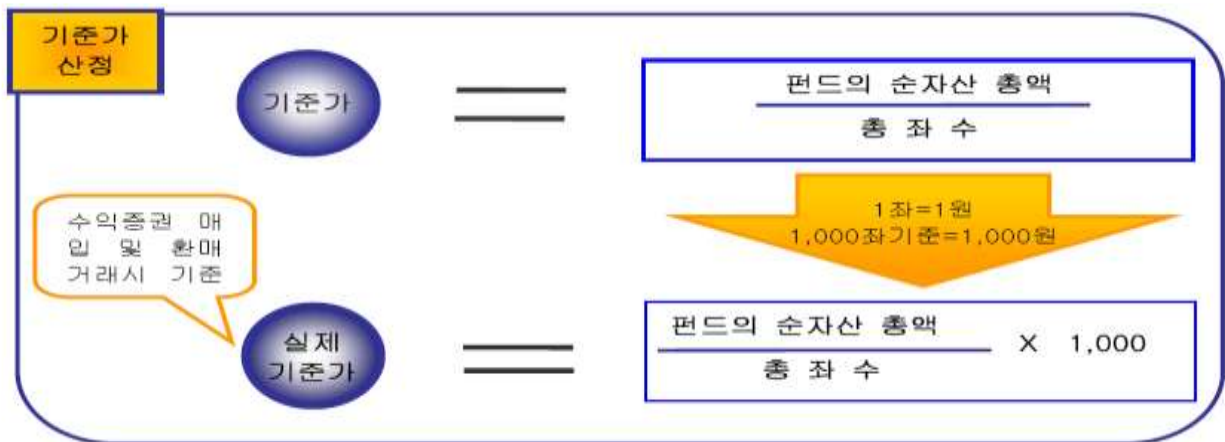 기준가
산정
기준가
펀드의 순자산 총액
총 좌 수
1좌=1원
1,000좌기준=1,000원
수익증권 매
입 및 환매
거래시 기준
실제
기준가
펀드의 순자산 총액
총 좌 수
X 1,000